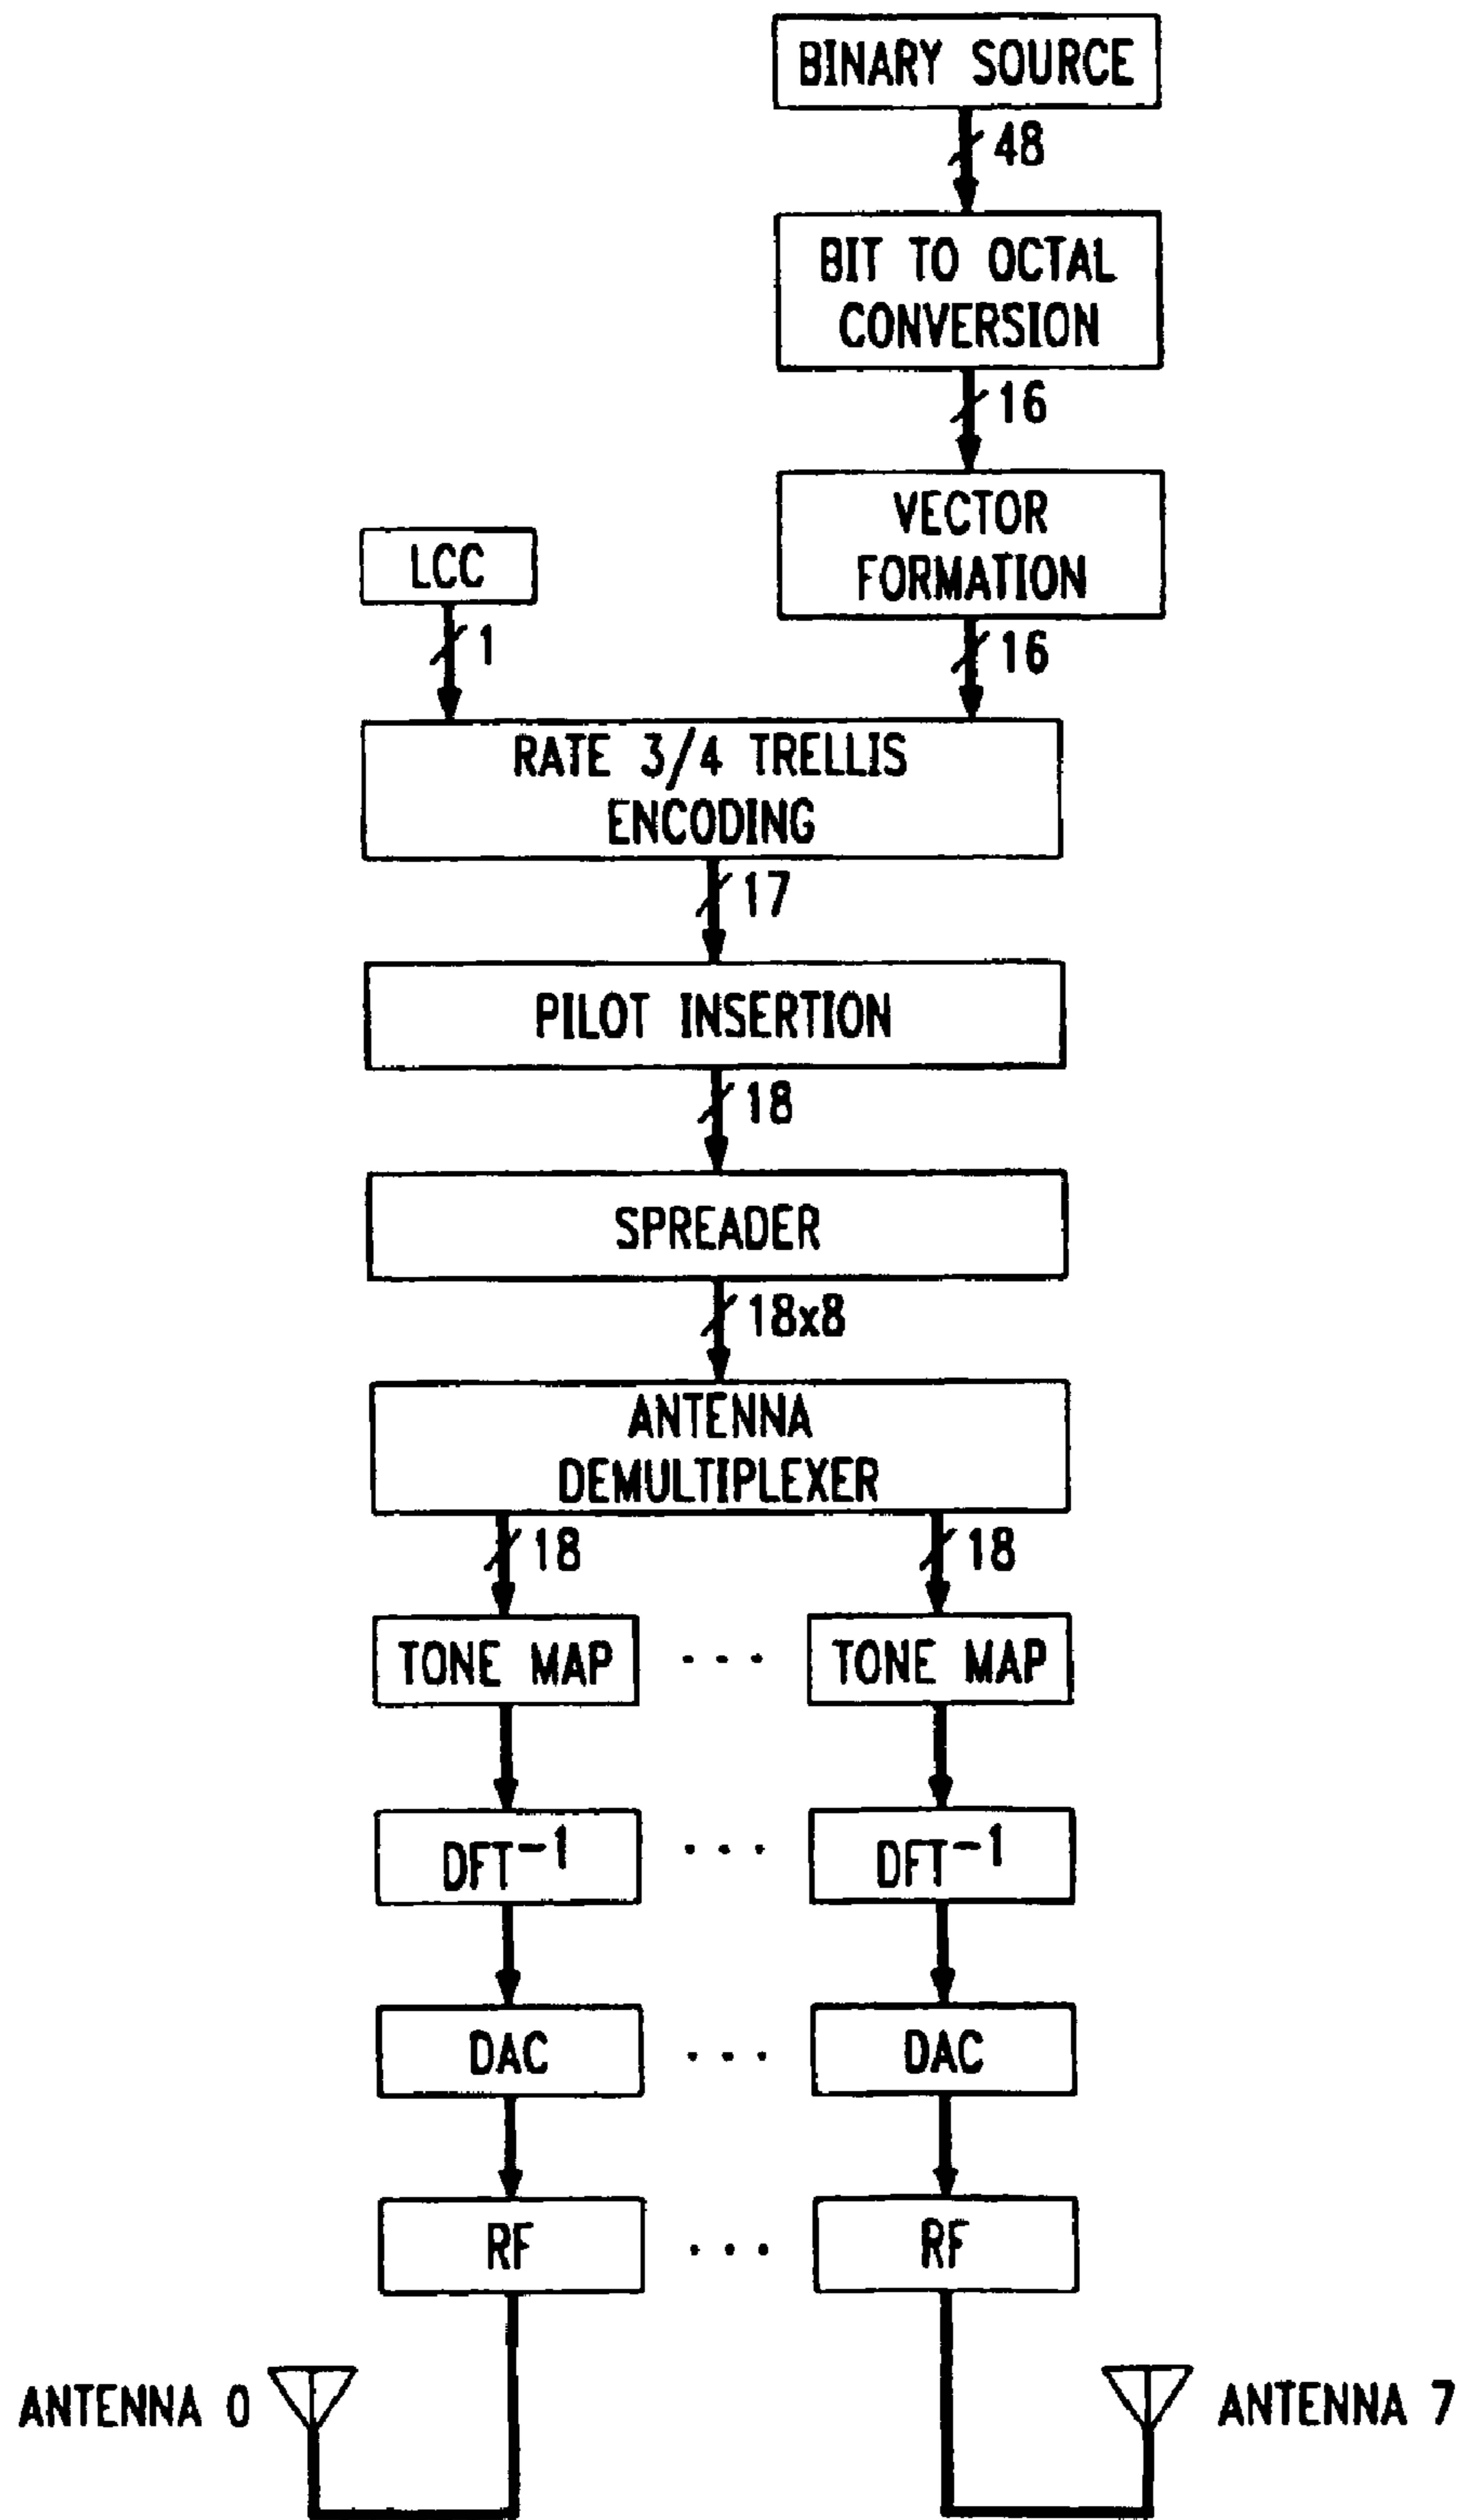 BINARY SOURCE
48
BIT TO OCTAL
CONVERSION
16
VECTOR
FORMATION
LCC
1
16
RATE 3/4 TRELLIS
ENCODING
17
PILOT INSERTION
18
SPREADER
18x8
ANTENNA
DEMULTIPLEXER
18
18
TONE MAP
...
TONE MAP
DFT⁻¹
...
DFT⁻¹
DAC
...
DAC
RF
...
RF
ANTENNA 0
ANTENNA 7